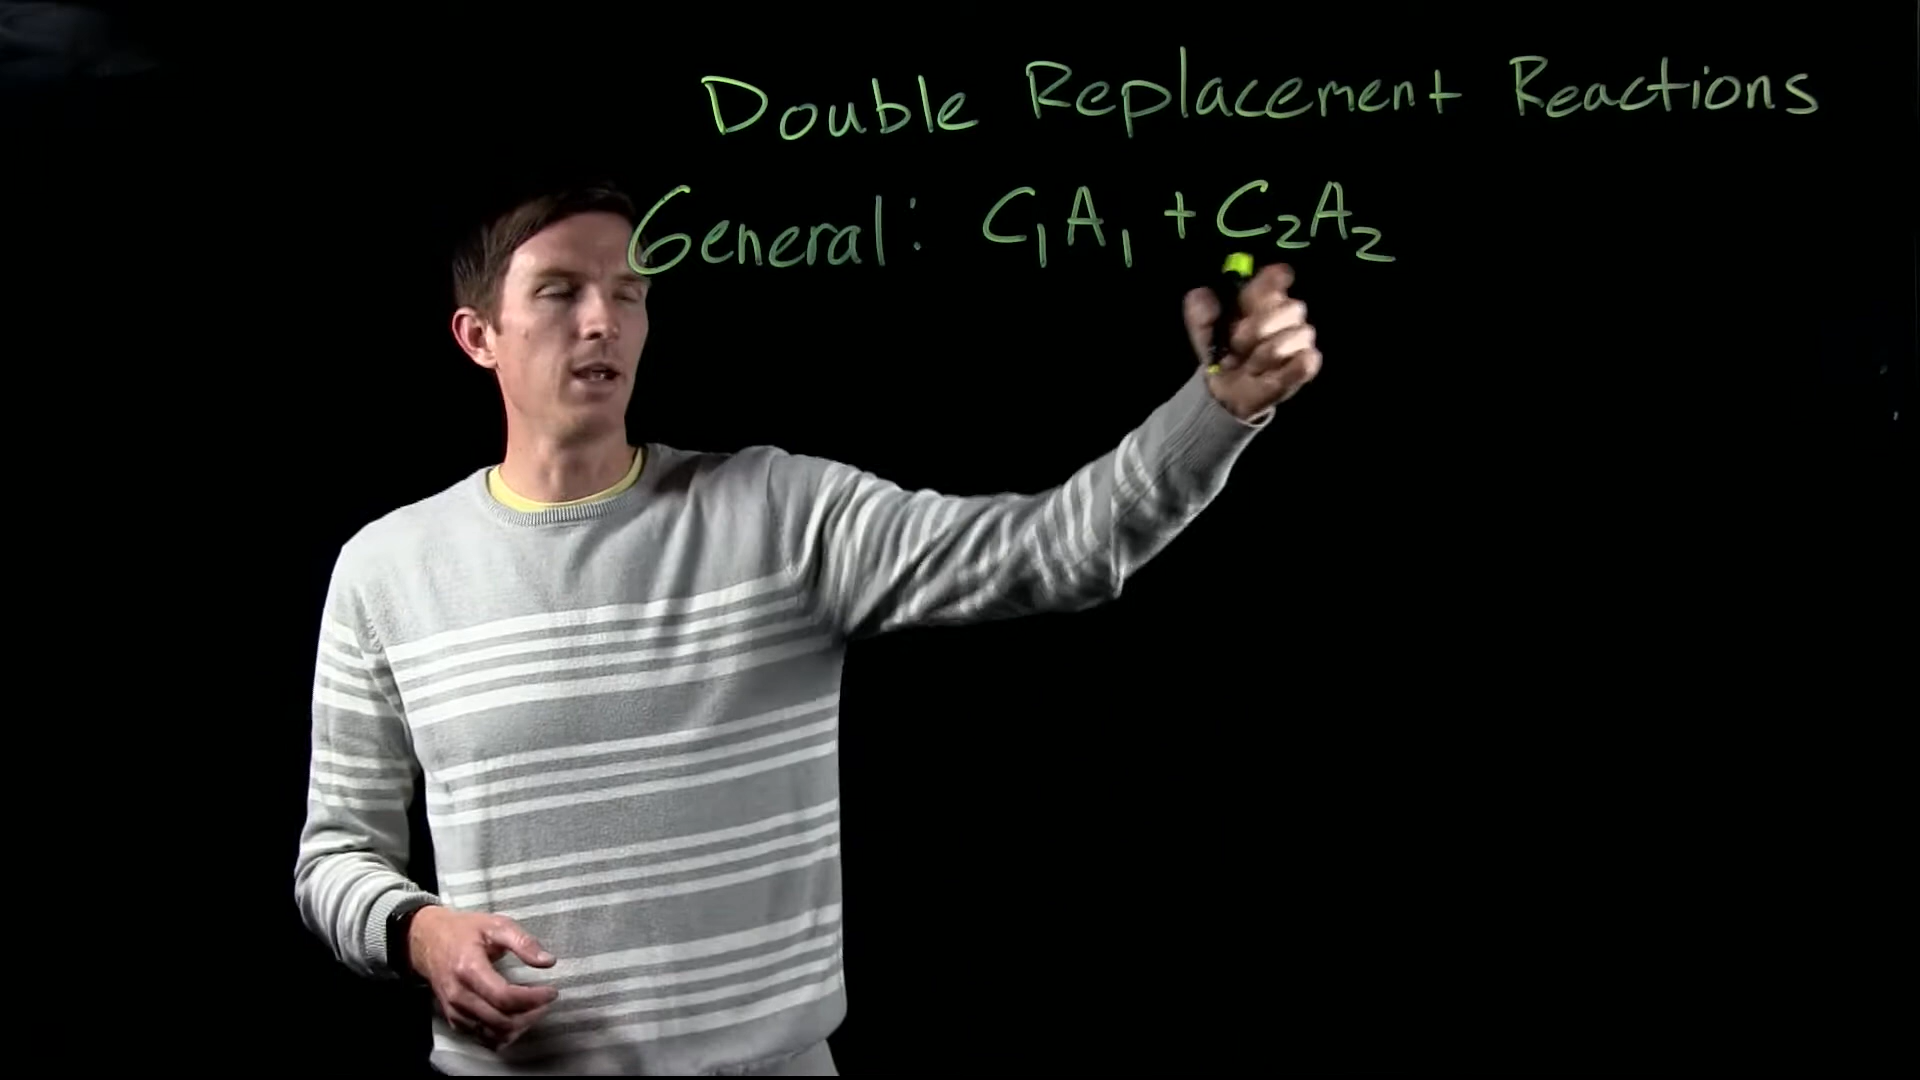 Double Replacement Reactions
General: C₁A₁ + C₂A₂